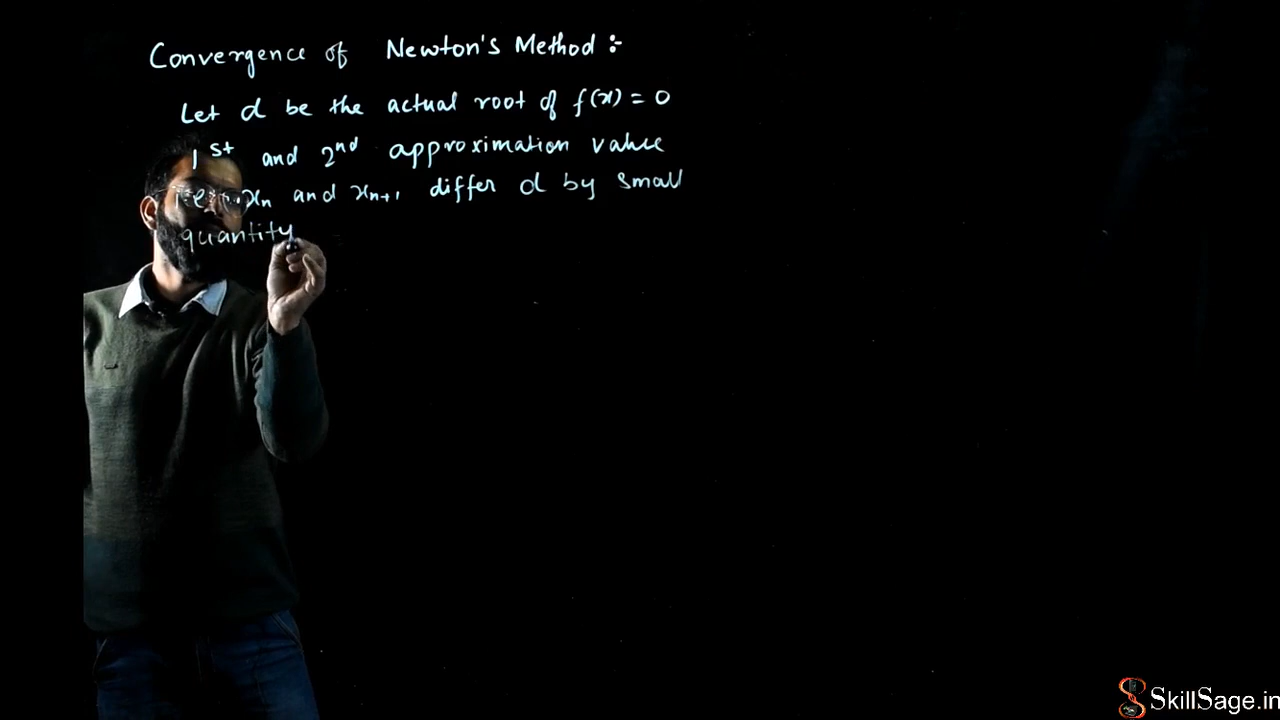 Convergence of Newton's Method :-
Let α be the actual root of f(x) = 0
1st and 2nd approximation value
i.e., xn and xn+1, differ α by small
quantity
SkillSage.in